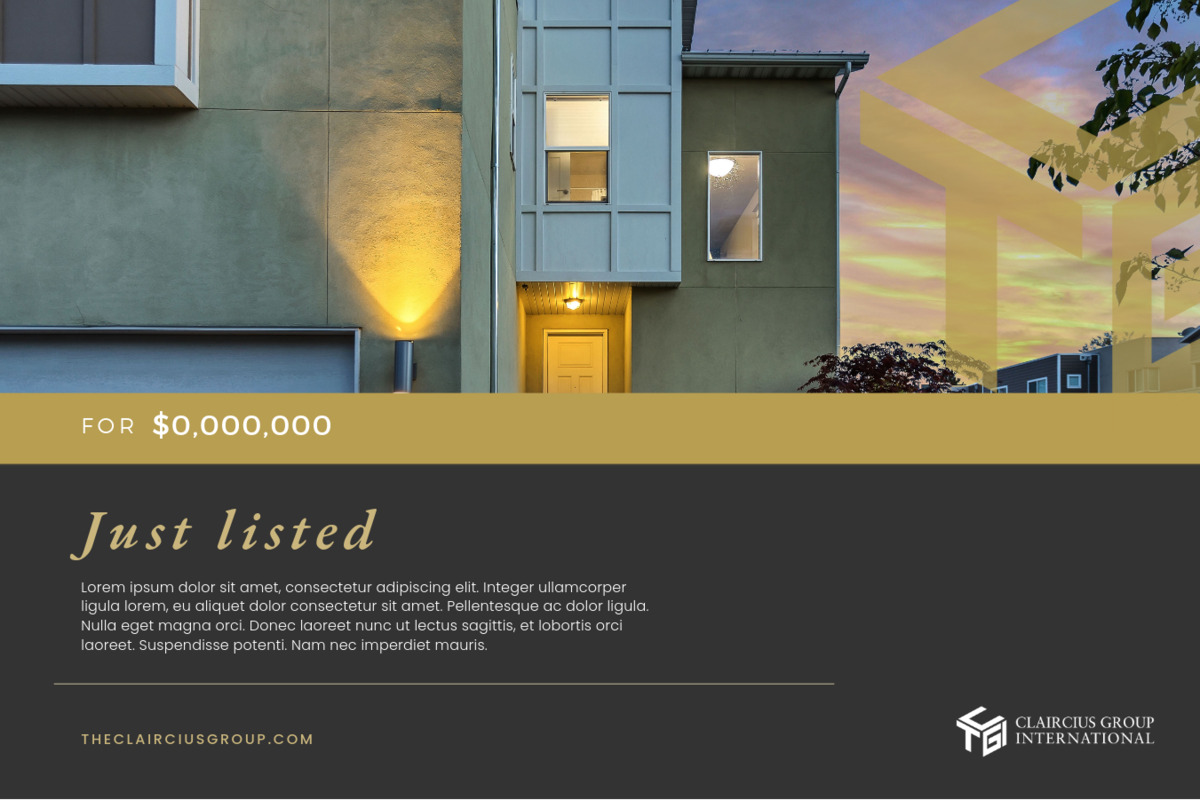 FOR $0,000,000
Just listed
Lorem ipsum dolor sit amet, consectetur adipiscing elit. Integer ullamcorper
ligula lorem, eu aliquet dolor consectetur sit amet. Pellentesque ac dolor ligula.
Nulla eget magna orci. Donec laoreet nunc ut lectus sagittis, et lobortis orci
laoreet. Suspendisse potenti. Nam nec imperdiet mauris.
THECLAIRCIUSGROUP.COM
CLAIRCIUS GROUP
INTERNATIONAL